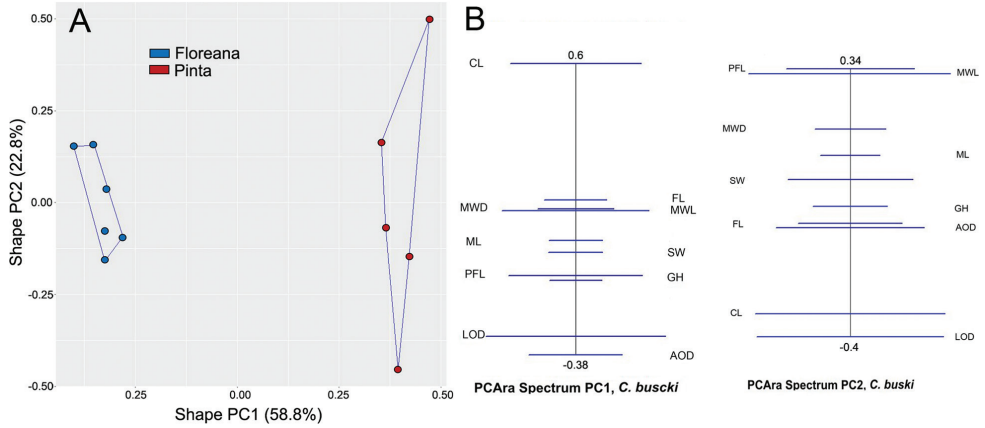 A
Floreana
Pinta
Shape PC2 (22.8%)
0.50
0.25
0.00
-0.25
-0.50
0.25
0.00
0.25
0.50
Shape PC1 (58.8%)
B
0.6
CL
FL
MWD
MWL
ML
SW
PFL
GH
LOD
AOD
-0.38
PCAra Spectrum PC1, C. buscki
0.34
PFL
MWL
MWD
ML
SW
GH
FL
AOD
CL
LOD
-0.4
PCAra Spectrum PC2, C. buski